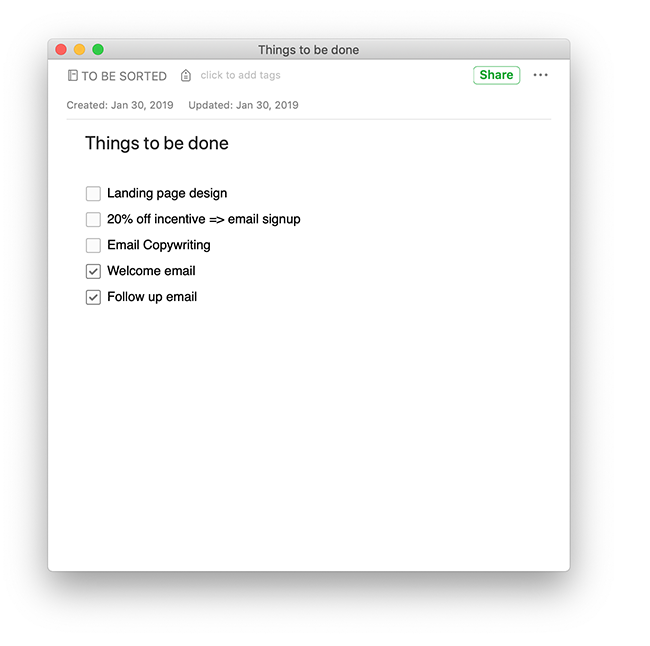 Things to be done
TO BE SORTED click to add tags Share
Created: Jan 30, 2019 Updated: Jan 30, 2019
Things to be done
Landing page design
20% off incentive => email signup
Email Copywriting
Welcome email
Follow up email